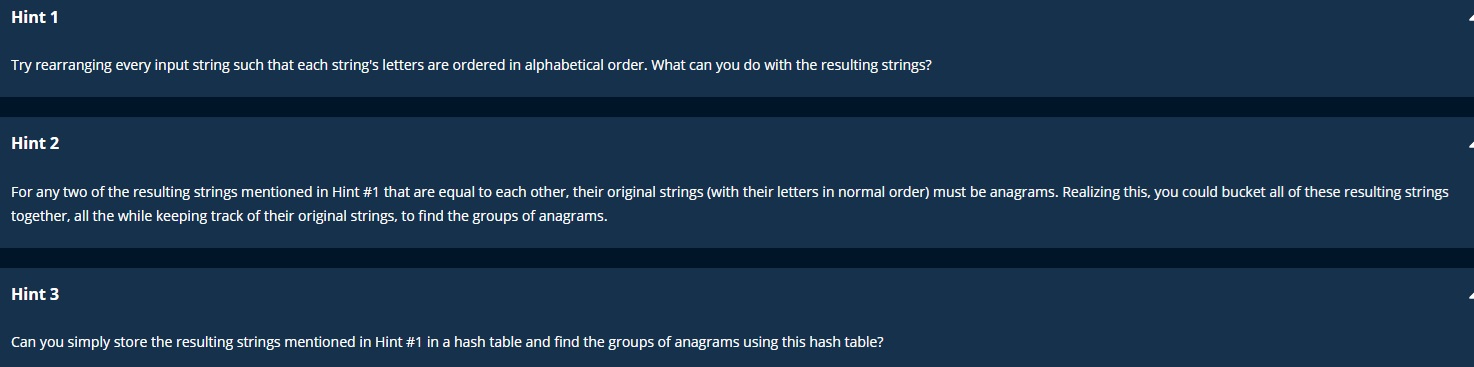 Hint 1
Try rearranging every input string such that each string's letters are ordered in alphabetical order. What can you do with the resulting strings?
Hint 2
For any two of the resulting strings mentioned in Hint #1 that are equal to each other, their original strings (with their letters in normal order) must be anagrams. Realizing this, you could bucket all of these resulting strings
together, all the while keeping track of their original strings, to find the groups of anagrams.
Hint 3
Can you simply store the resulting strings mentioned in Hint #1 in a hash table and find the groups of anagrams using this hash table?